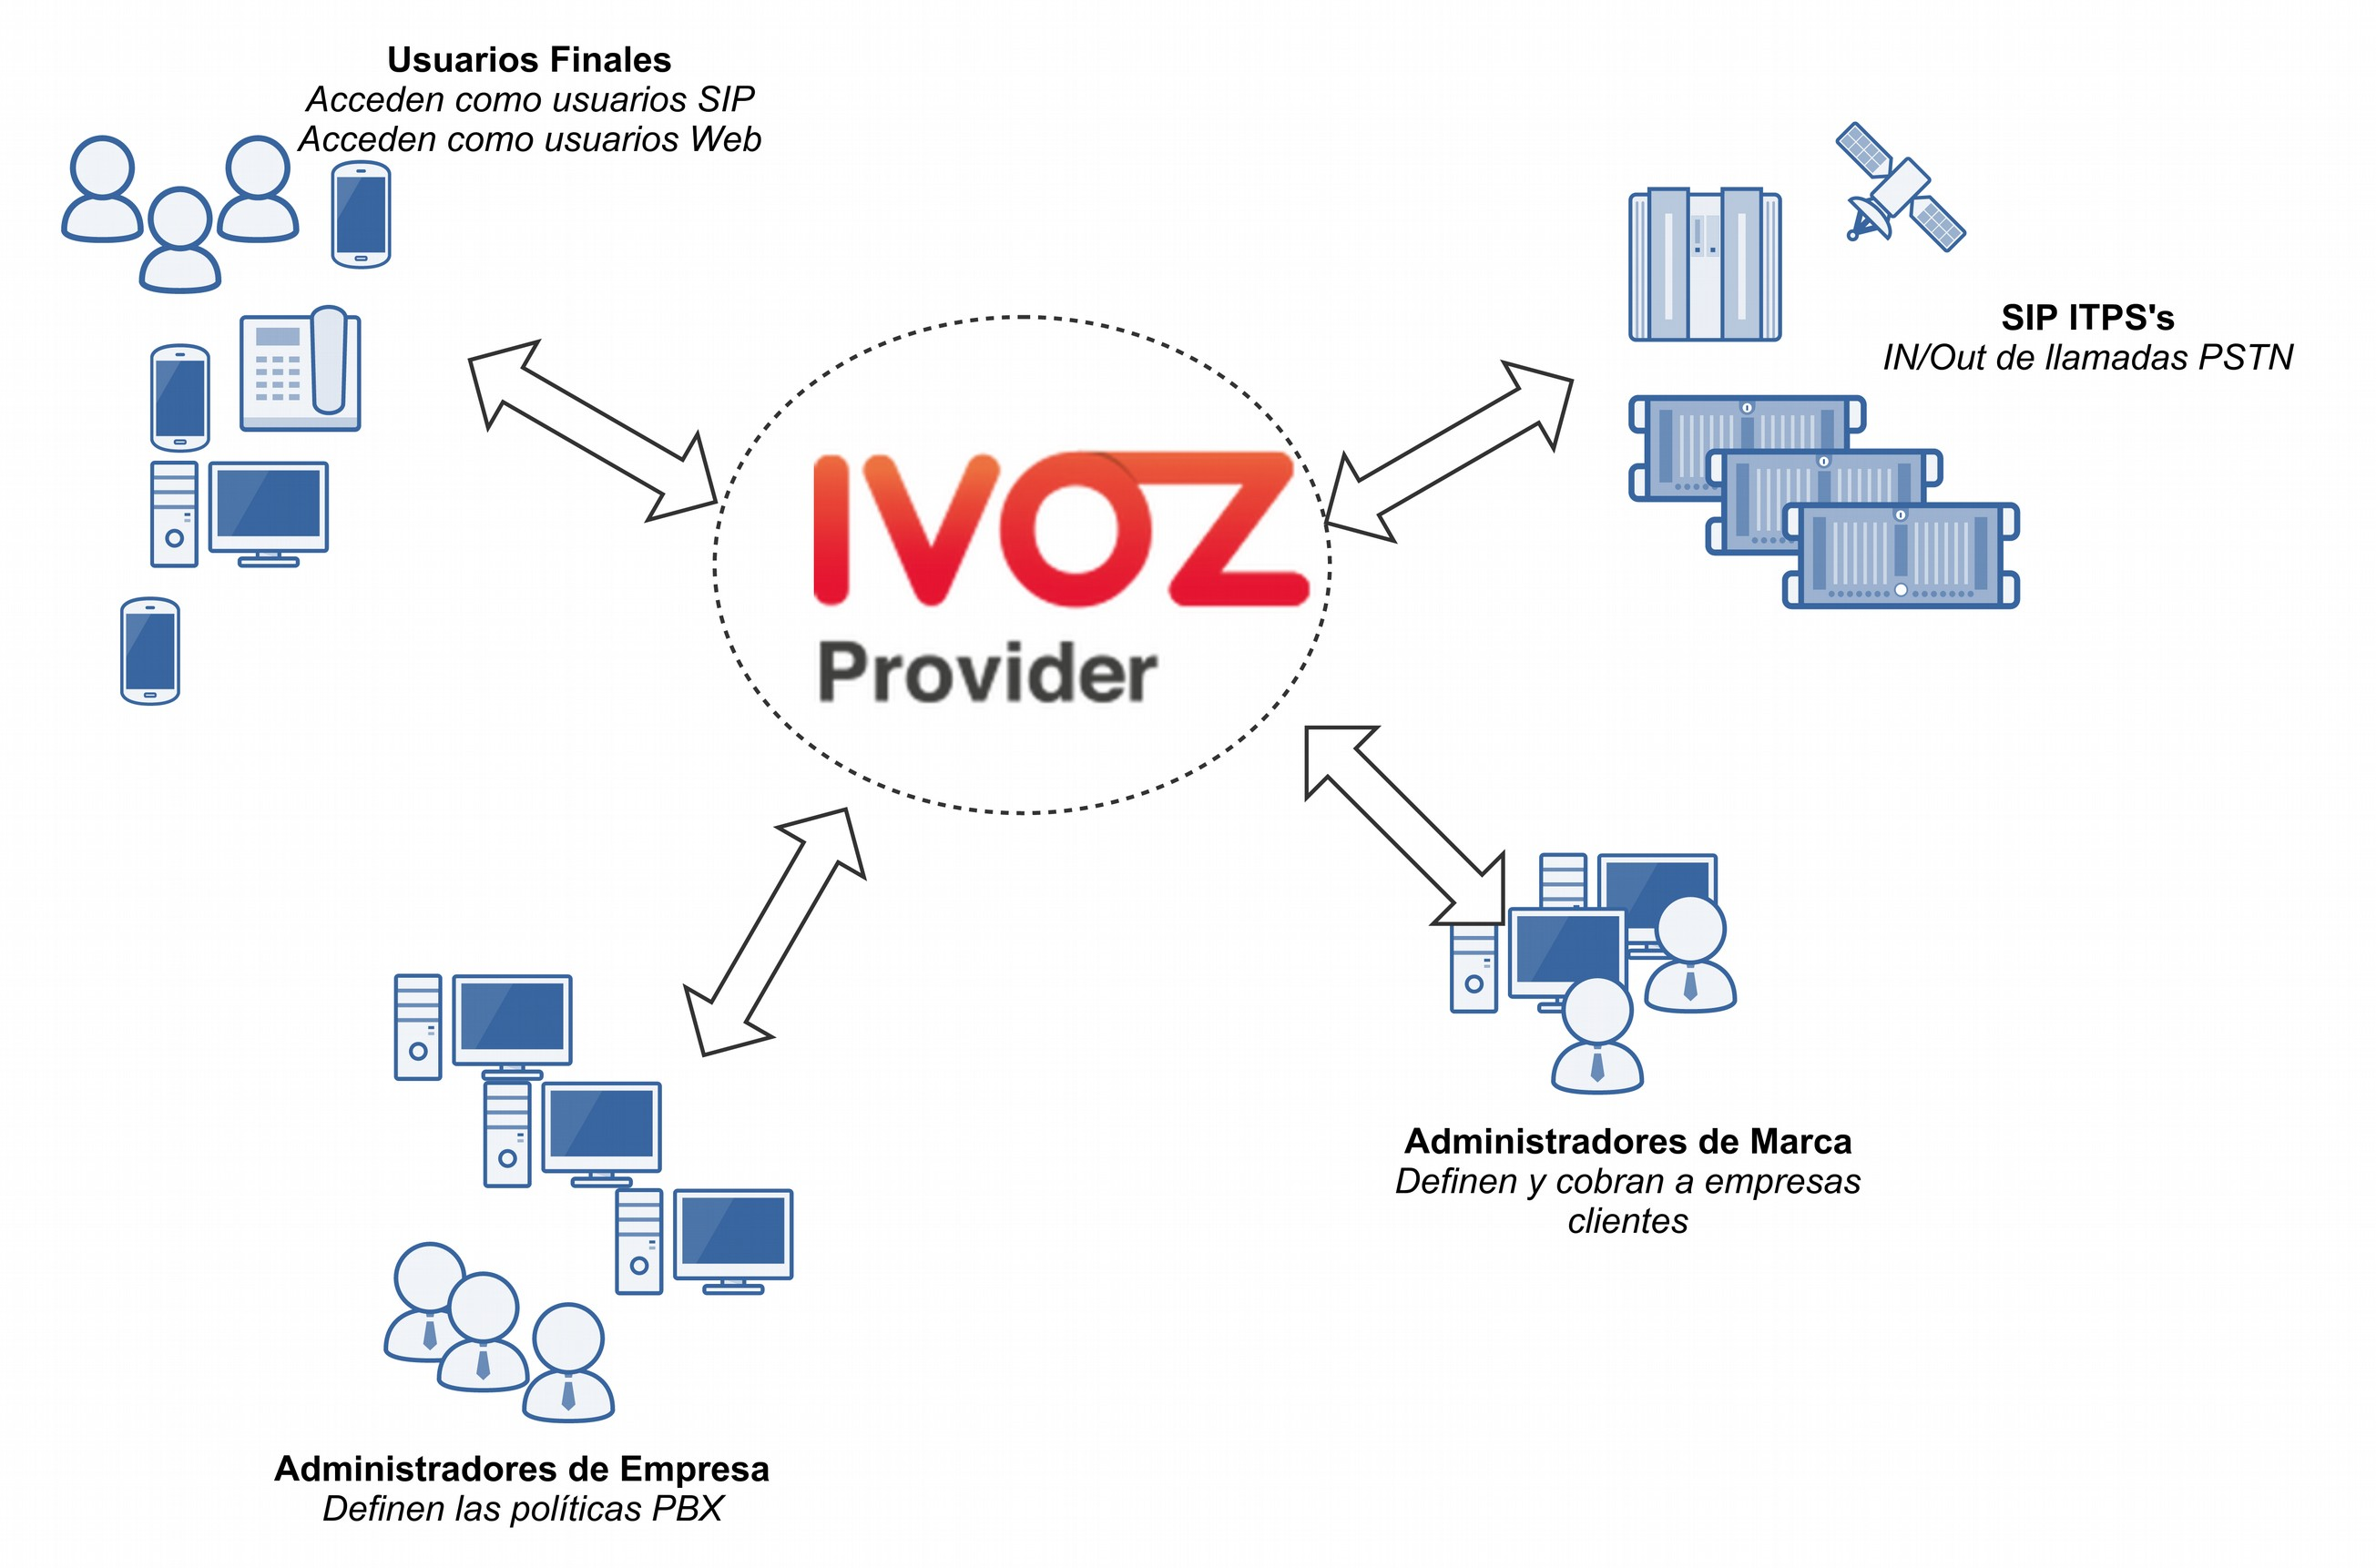 Usuarios Finales
Acceden como usuarios SIP
Acceden como usuarios Web
SIP ITPS's
IN/Out de llamadas PSTN
IVOZ
Provider
Administradores de Marca
Definen y cobran a empresas
clientes
Administradores de Empresa
Definen las políticas PBX